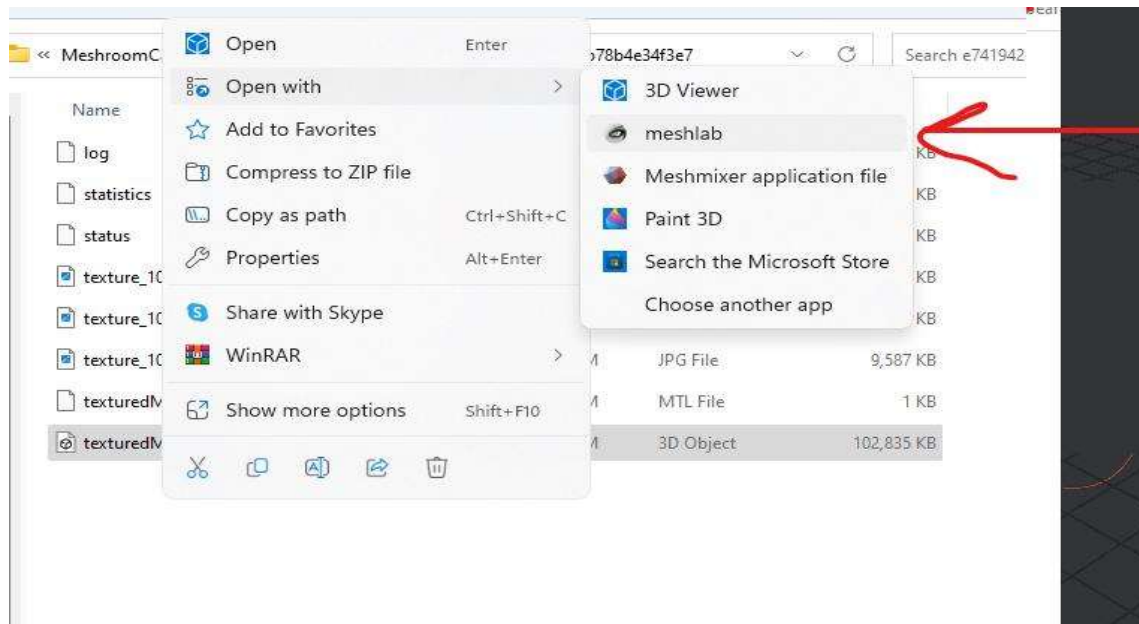 « MeshroomC
b78b4e34f3e7
Search e741942
Name
log
statistics
status
texture_10
texture_10
texture_10
JPG File
9,587 KB
texturedM
MTL File
1 KB
texturedM
3D Object
102,835 KB
KB
KB
KB
KB
KB
Open Enter
Open with
Add to Favorites
Compress to ZIP file
Copy as path Ctrl+Shift+C
Properties Alt+Enter
Share with Skype
WinRAR
Show more options Shift+F10
3D Viewer
meshlab
Meshmixer application file
Paint 3D
Search the Microsoft Store
Choose another app